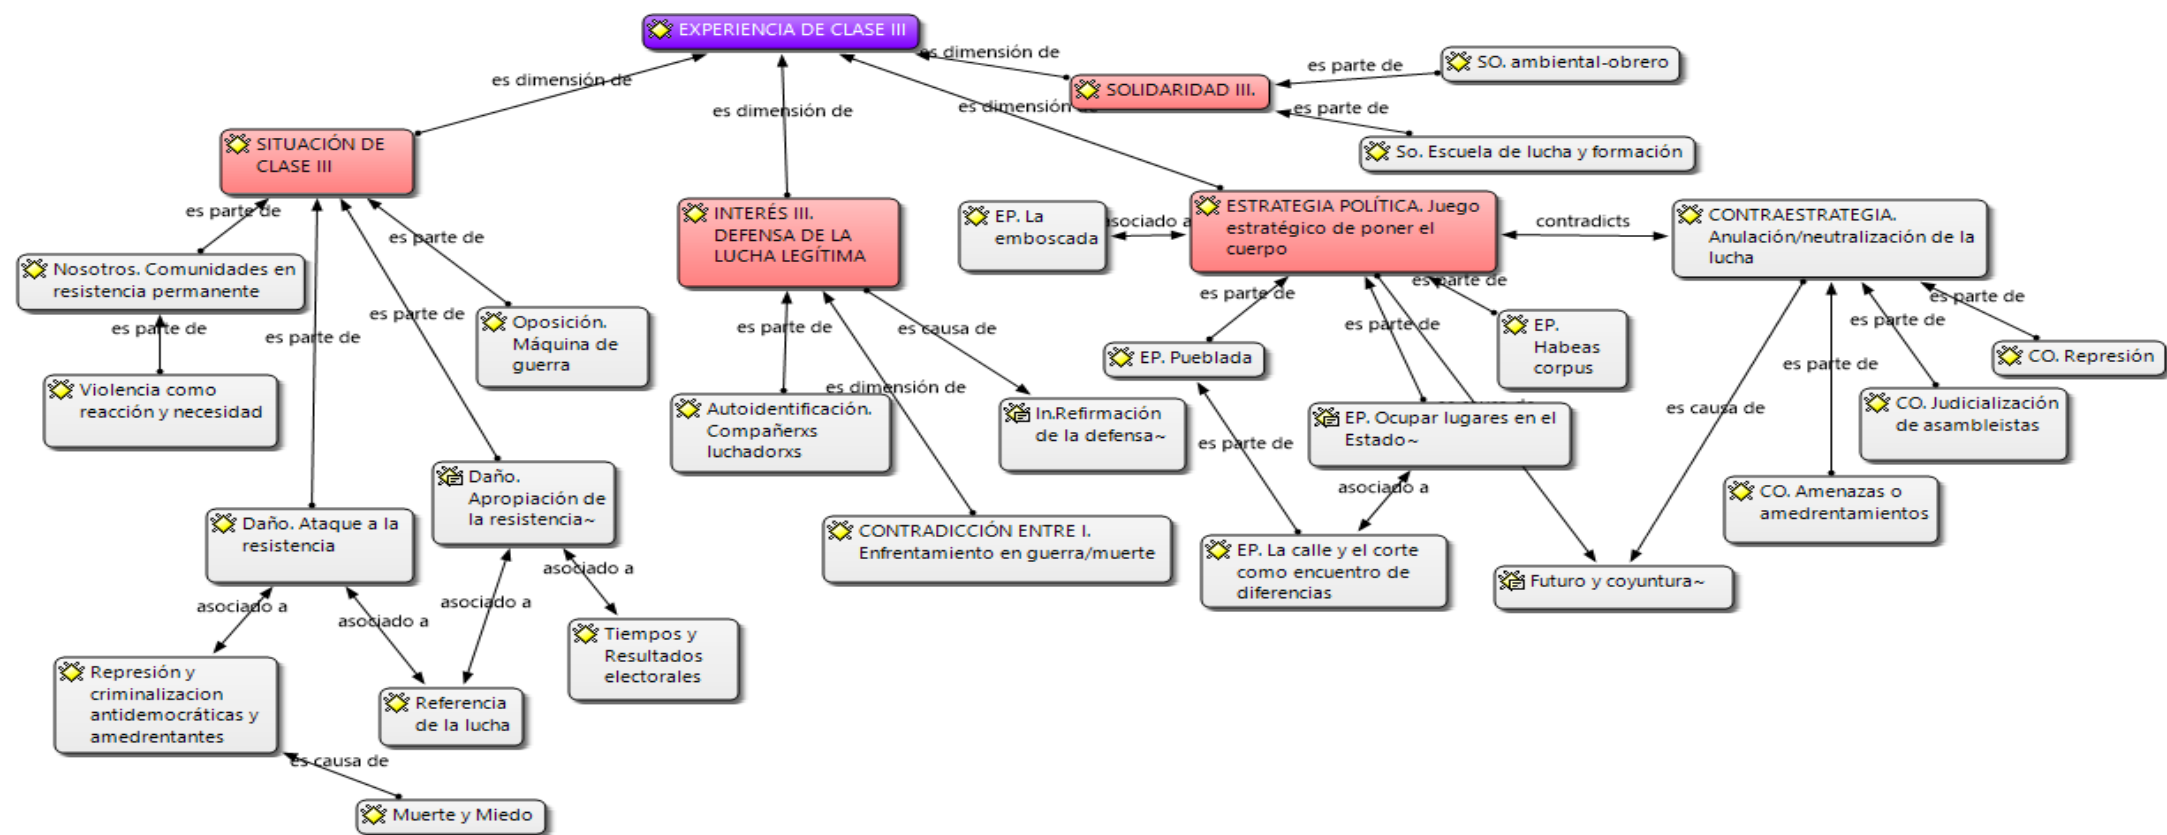 EXPERIENCIA DE CLASE III
es dimensión de
es dimensión de
es dimensión de
es dimensión de
SOLIDARIDAD III.
es parte de
SO. ambiental-obrero
es parte de
So. Escuela de lucha y formación
SITUACIÓN DE
CLASE III
es parte de
es parte de
es parte de
es parte de
Nosotros. Comunidades en
resistencia permanente
es parte de
Violencia como
reacción y necesidad
Oposición.
Máquina de
guerra
Daño. Ataque a la
resistencia
Daño.
Apropiación de
la resistencia~
asociado a
asociado a
asociado a
asociado a
Represión y
criminalizacion
antidemocráticas y
amedrentantes
Referencia
de la lucha
Tiempos y
Resultados
electorales
es causa de
Muerte y Miedo
INTERÉS III.
DEFENSA DE LA
LUCHA LEGÍTIMA
es parte de
es causa de
es dimensión de
Autoidentificación.
Compañerxs
luchadorxs
In.Refirmación
de la defensa~
CONTRADICCIÓN ENTRE I.
Enfrentamiento en guerra/muerte
EP. La
emboscada
asociado a
ESTRATEGIA POLÍTICA. Juego
estratégico de poner el
cuerpo
contradicts
CONTRAESTRATEGIA.
Anulación/neutralización de la
lucha
es parte de
es parte de
es parte de
EP. Pueblada
EP.
Habeas
corpus
EP. Ocupar lugares en el
Estado~
es parte de
asociado a
EP. La calle y el corte
como encuentro de
diferencias
es causa de
es parte de
es parte de
es parte de
CO. Represión
CO. Judicialización
de asambleistas
CO. Amenazas o
amedrentamientos
Futuro y coyuntura~